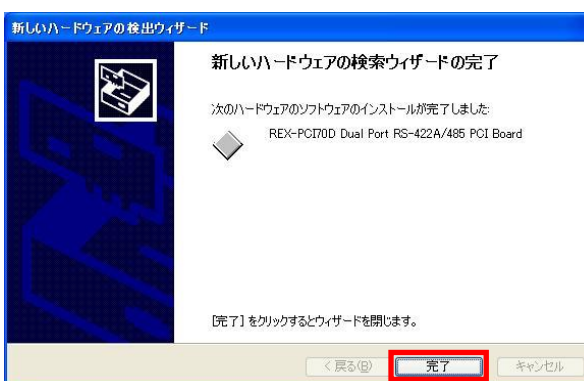 新しいハードウェアの検出ウィザード
新しいハードウェアの検索ウィザードの完了
次のハードウェアのソフトウェアのインストールが完了しました:
REX-PCI70D Dual Port RS-422A/485 PCI Board
[完了] をクリックするとウィザードを閉じます。
< 戻る(B)
完了
キャンセル